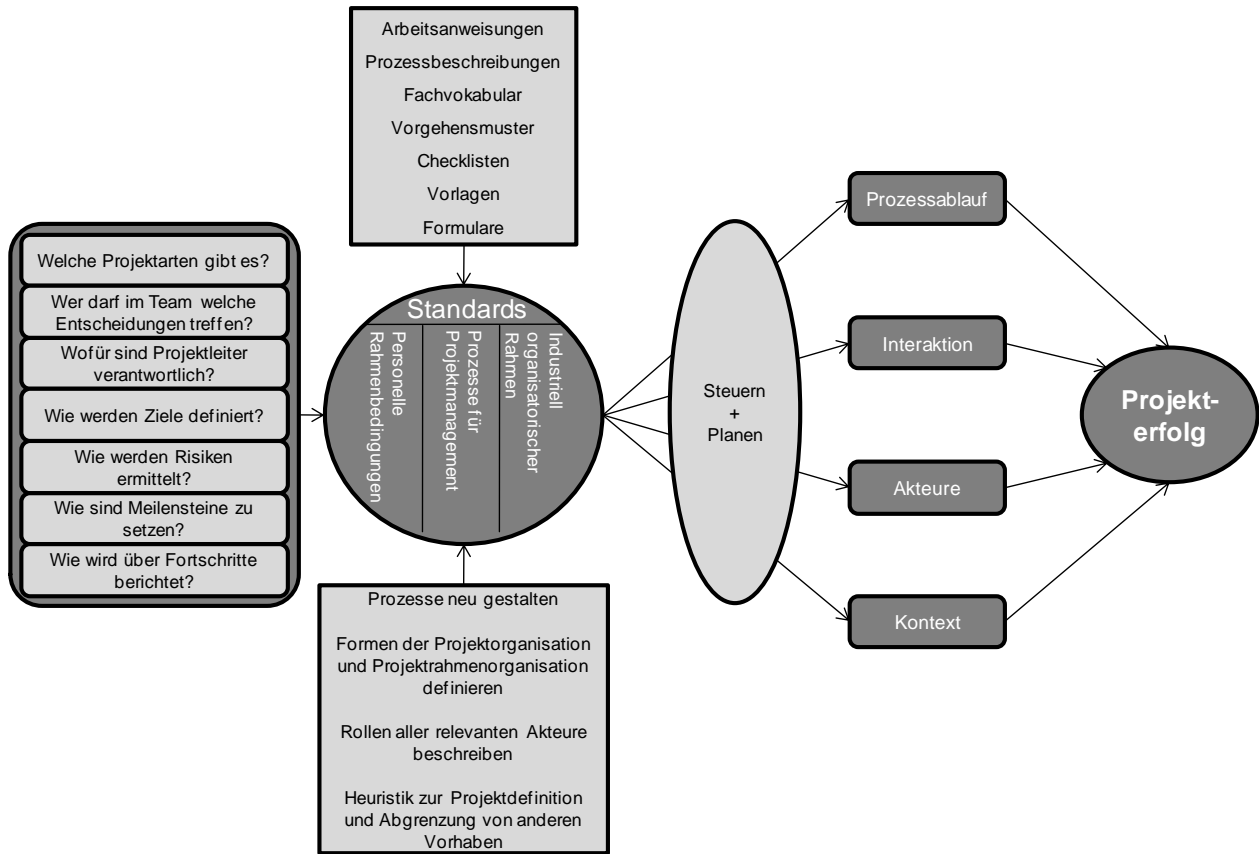 Arbeitsanweisungen
Prozessbeschreibungen
Fachvokabular
Vorgehensmuster
Checklisten
Vorlagen
Formulare
Welche Projektarten gibt es?
Wer darf im Team welche
Entscheidungen treffen?
Wofür sind Projektleiter
verantwortlich?
Wie werden Ziele definiert?
Wie werden Risiken
ermittelt?
Wie sind Meilensteine zu
setzen?
Wie wird über Fortschritte
berichtet?
Standards
Personelle
Rahmenbedingungen
Prozesse für
Projektmanagement
Industriell
organisatorischer
Rahmen
Prozesse neu gestalten
Formen der Projektorganisation
und Projektrahmenorganisation
definieren
Rollen aller relevanten Akteure
beschreiben
Heuristik zur Projektdefinition
und Abgrenzung von anderen
Vorhaben
Steuern
+
Planen
Prozessablauf
Interaktion
Akteure
Kontext
Projekt-
erfolg